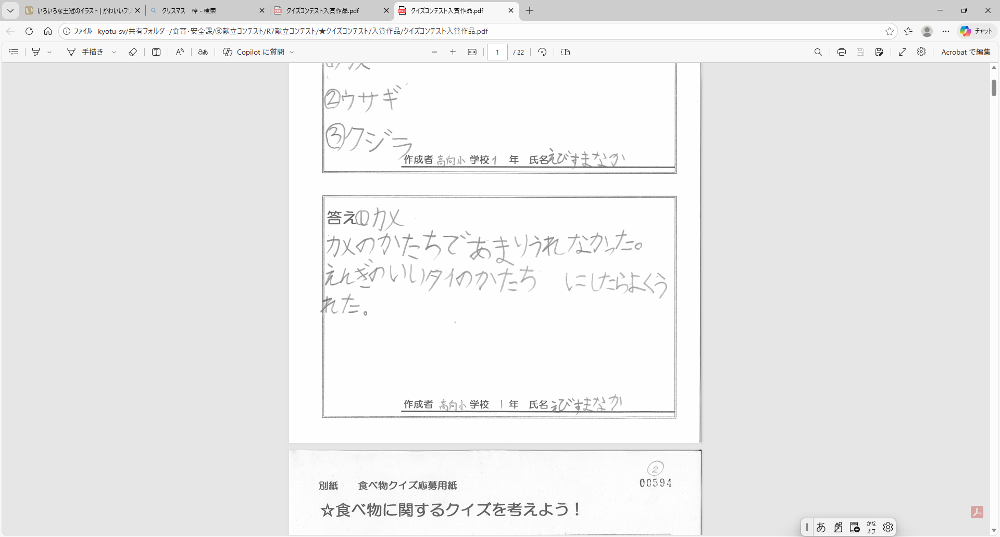 いろいろな王冠のイラスト | かわいいフリ
クリスマス 枠 - 検索
クイズコンテスト入賞作品.pdf
クイズコンテスト入賞作品.pdf
ファイル kyotu-sv/共有フォルダー/食育・安全課/⑥献立コンテスト/R7献立コンテスト/★クイズコンテスト/入賞作品/クイズコンテスト入賞作品.pdf
チャット
手描き
aあ
Copilot に質問
1 / 22
Acrobat で編集
②ウサギ
③クジラ
作成者 高向小 学校 1 年 氏名 えびすまなか
答え①カメ
カメのかたちであまりうれなかった。
えんぎのいいタイのかたち にしたらよくう
れた。
作成者 高向小 学校 1 年 氏名 えびすまなか
②
00594
別紙 食べ物クイズ応募用紙
☆食べ物に関するクイズを考えよう！
あ
かな
オフ